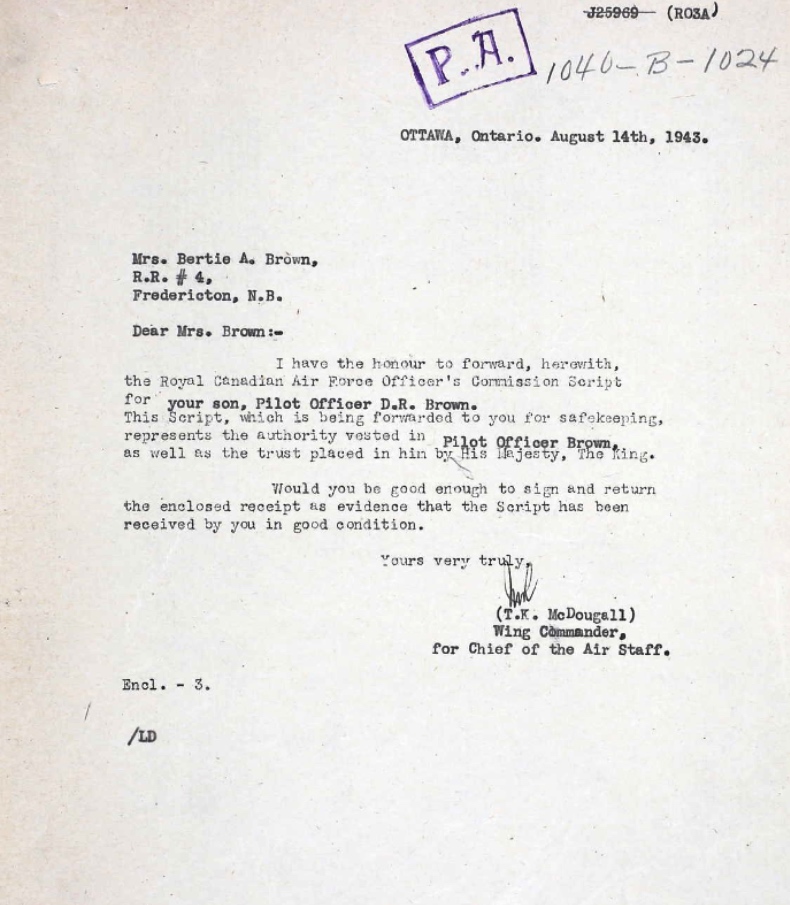 J25969 (RO3A)
P.A.
1040-B-1024
OTTAWA, Ontario. August 14th, 1943.
Mrs. Bertie A. Brown,
R.R. # 4,
Fredericton, N.B.
Dear Mrs. Brown:-
I have the honour to forward, herewith,
the Royal Canadian Air Force Officer's Commission Script
for your son, Pilot Officer D.R. Brown.
This Script, which is being forwarded to you for safekeeping,
represents the authority vested in Pilot Officer Brown,
as well as the trust placed in him by His Majesty, The King.
Would you be good enough to sign and return
the enclosed receipt as evidence that the Script has been
received by you in good condition.
Yours very truly,
(T.K. McDougall)
Wing Commander,
for Chief of the Air Staff.
Encl. - 3.
/LD